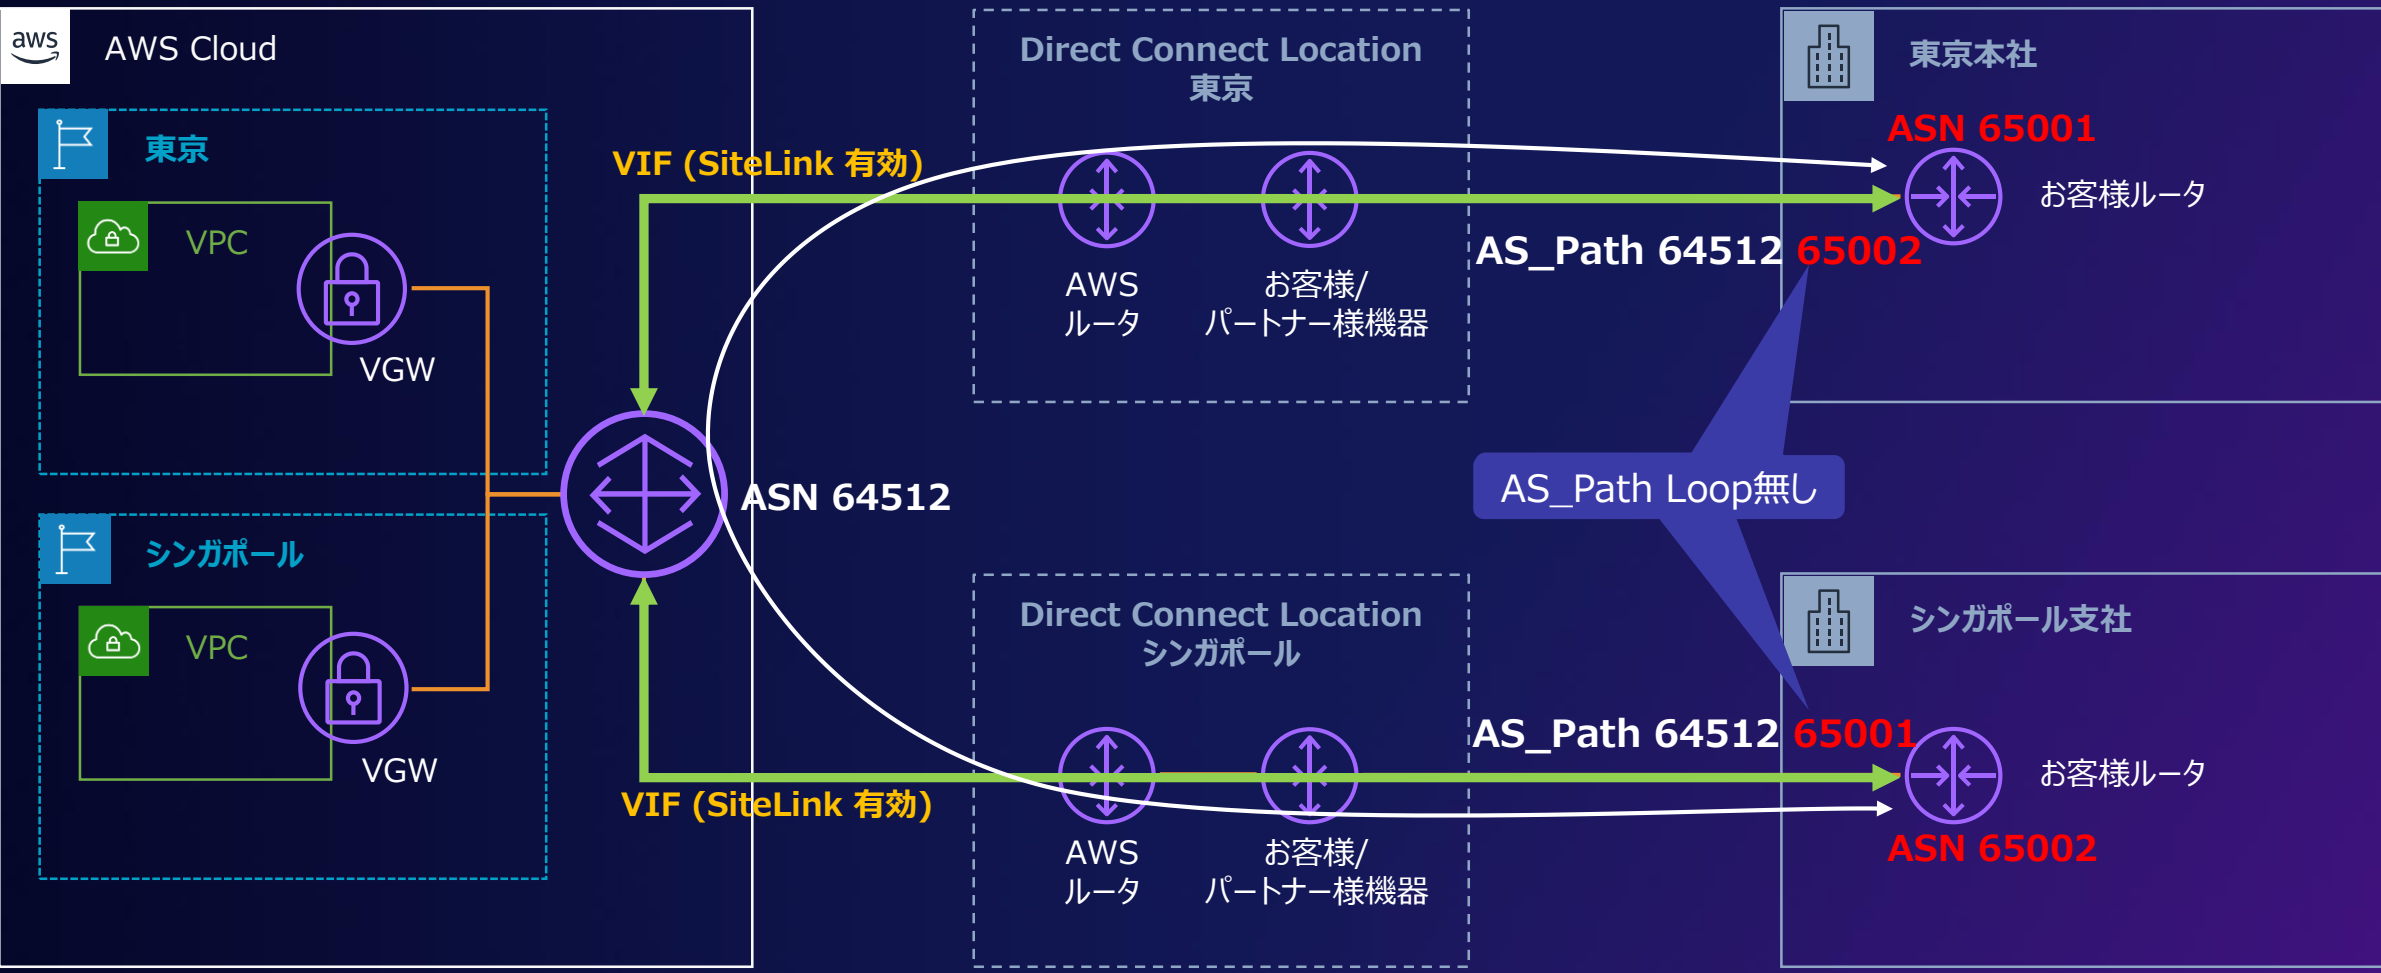 aws
AWS Cloud
東京
VPC
VGW
シンガポール
VPC
VGW
VIF (SiteLink 有効)
ASN 64512
VIF (SiteLink 有効)
Direct Connect Location
東京
AWS
ルータ
お客様/
パートナー様機器
Direct Connect Location
シンガポール
AWS
ルータ
お客様/
パートナー様機器
東京本社
ASN 65001
お客様ルータ
AS_Path 64512 65002
AS_Path Loop無し
シンガポール支社
AS_Path 64512 65001
お客様ルータ
ASN 65002